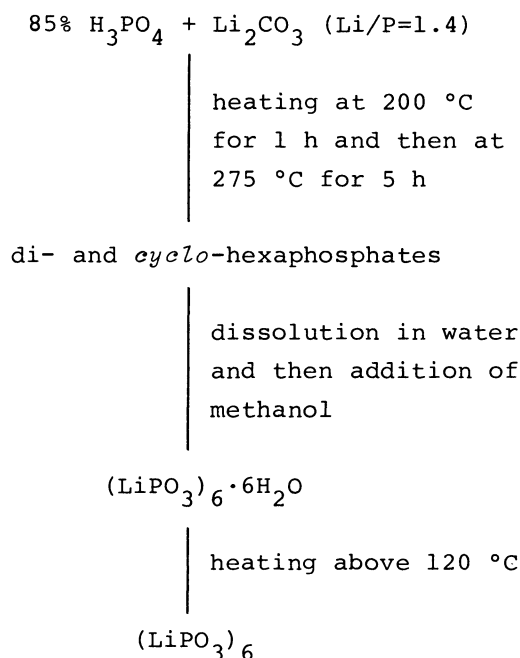 85% H₃PO₄ + Li₂CO₃ (Li/P=1.4)
heating at 200 °C
for 1 h and then at
275 °C for 5 h
di- and cyclo-hexaphosphates
dissolution in water
and then addition of
methanol
(LiPO₃)₆·6H₂O
heating above 120 °C
(LiPO₃)₆